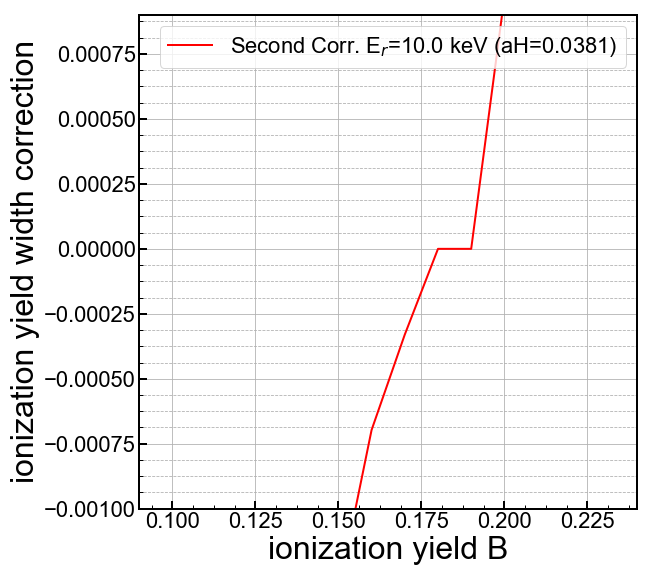 Second Corr. E_r=10.0 keV (aH=0.0381)
ionization yield width correction
0.00075
0.00050
0.00025
0.00000
−0.00025
−0.00050
−0.00075
−0.00100
0.100 0.125 0.150 0.175 0.200 0.225
ionization yield B